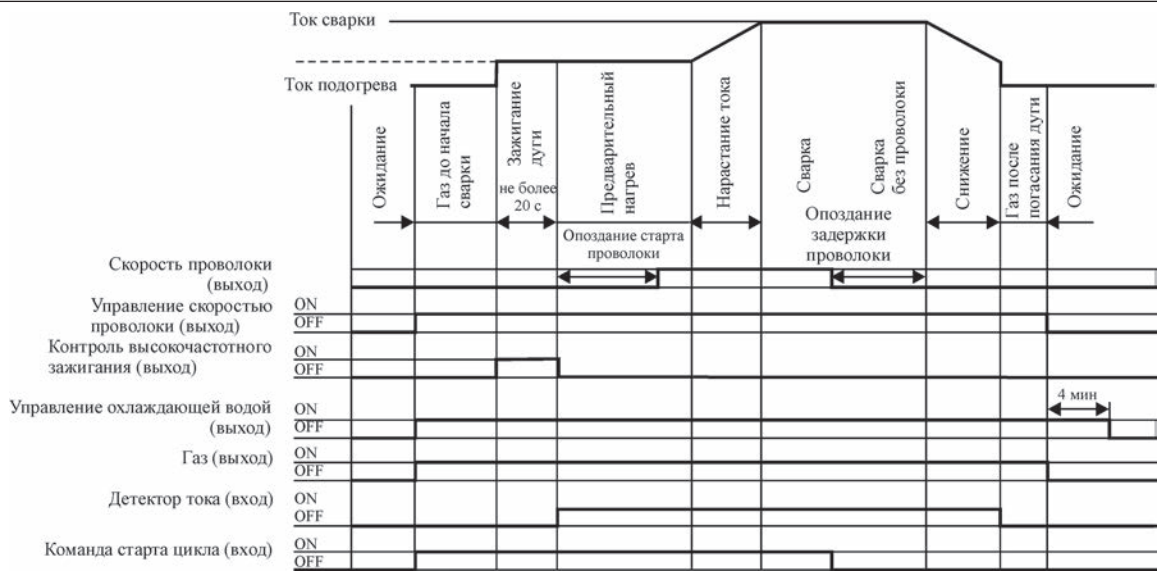 Ток сварки
Ток подогрева
Ожидание
Газ до начала
сварки
Зажигание
дуги
не более
20 с
Предварительный
нагрев
Нарастание тока
Сварка
Сварка
без проволоки
Снижение
Газ после
погасания дуги
Ожидание
Опоздание старта
проволоки
Опоздание
задержки
проволоки
Скорость проволоки
(выход)
Управление скоростью
проволоки (выход)
ON
OFF
Контроль высокочастотного
зажигания (выход)
ON
OFF
4 мин
Управление охлаждающей водой
(выход)
ON
OFF
Газ (выход)
ON
OFF
Детектор тока (вход)
ON
OFF
Команда старта цикла (вход)
ON
OFF